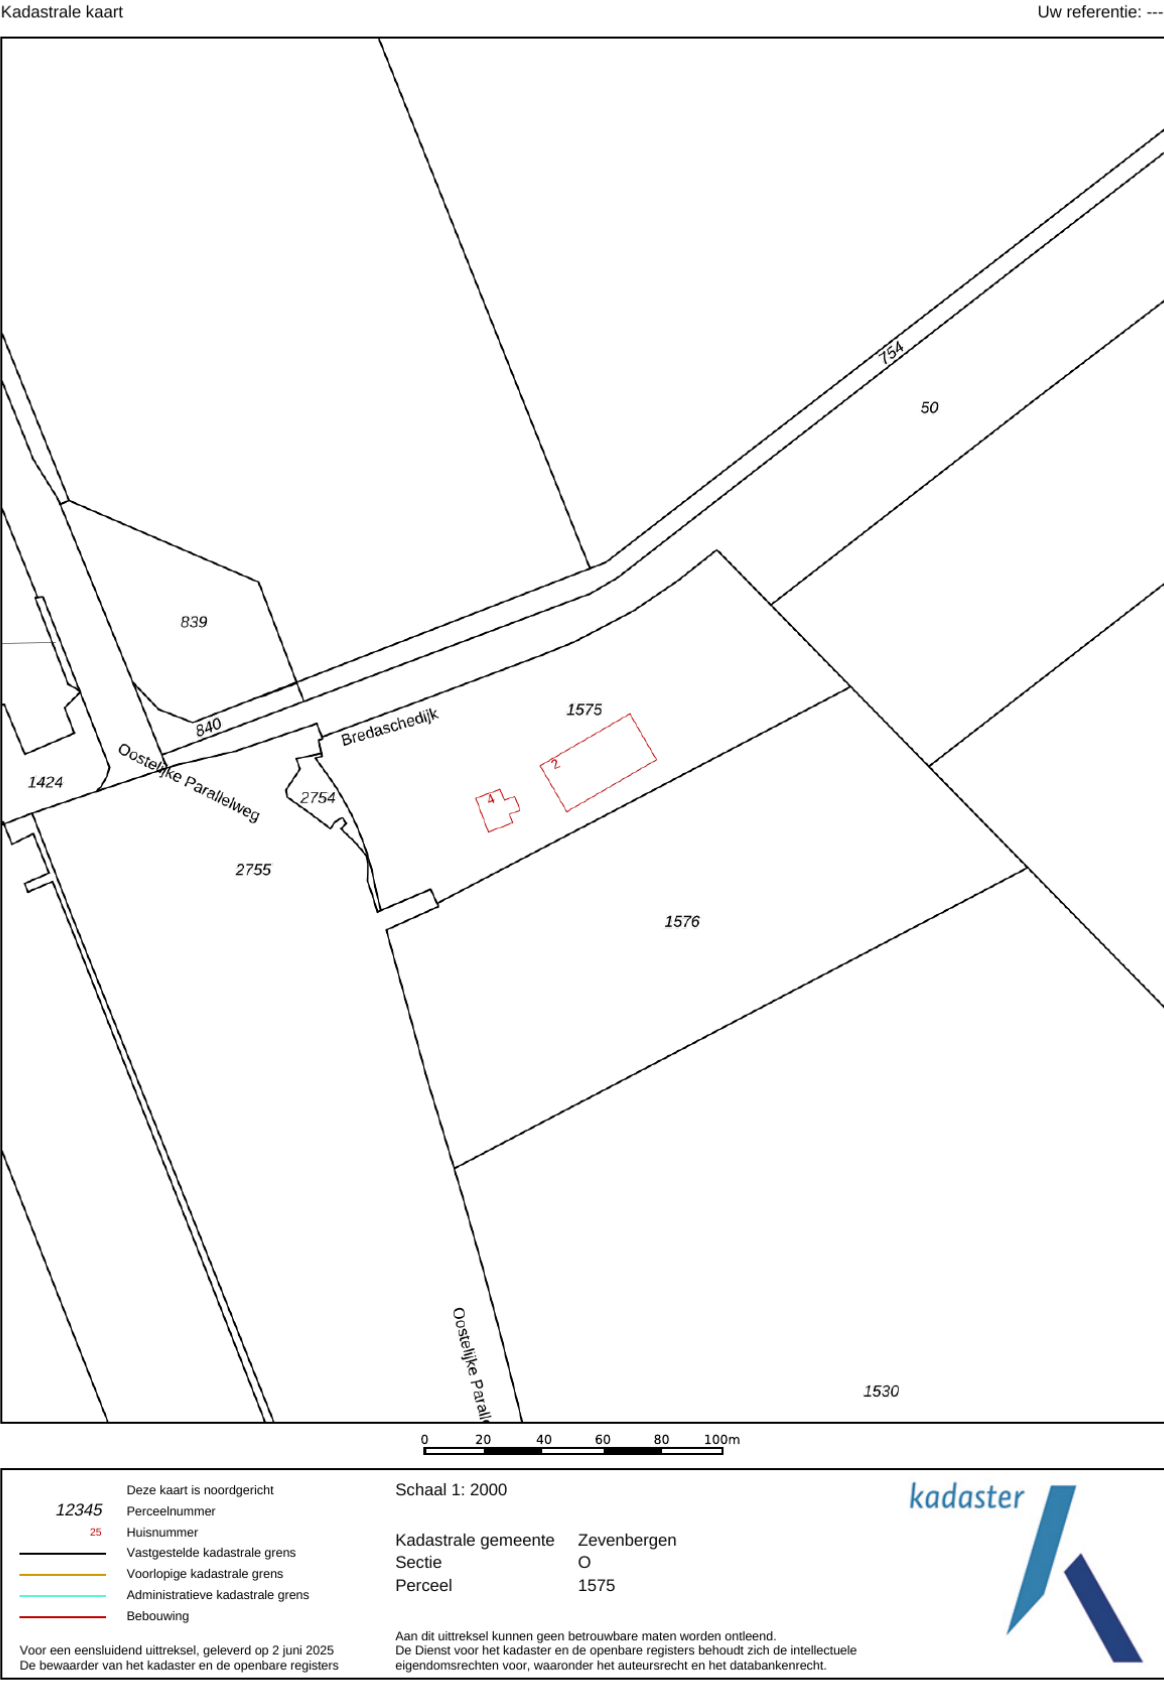 Kadastrale kaart
Uw referentie: ---
754
50
839
840
Bredaschedijk
1575
Oostelijke Parallelweg
1424
2754
2
4
2755
1576
Oostelijke Paralle
1530
0 20 40 60 80 100m
Deze kaart is noordgericht
12345 Perceelnummer
25 Huisnummer
Vastgestelde kadastrale grens
Voorlopige kadastrale grens
Administratieve kadastrale grens
Bebouwing
Voor een eensluidend uittreksel, geleverd op 2 juni 2025
De bewaarder van het kadaster en de openbare registers
Schaal 1: 2000
Kadastrale gemeente Zevenbergen
Sectie O
Perceel 1575
Aan dit uittreksel kunnen geen betrouwbare maten worden ontleend.
De Dienst voor het kadaster en de openbare registers behoudt zich de intellectuele
eigendomsrechten voor, waaronder het auteursrecht en het databankenrecht.
kadaster